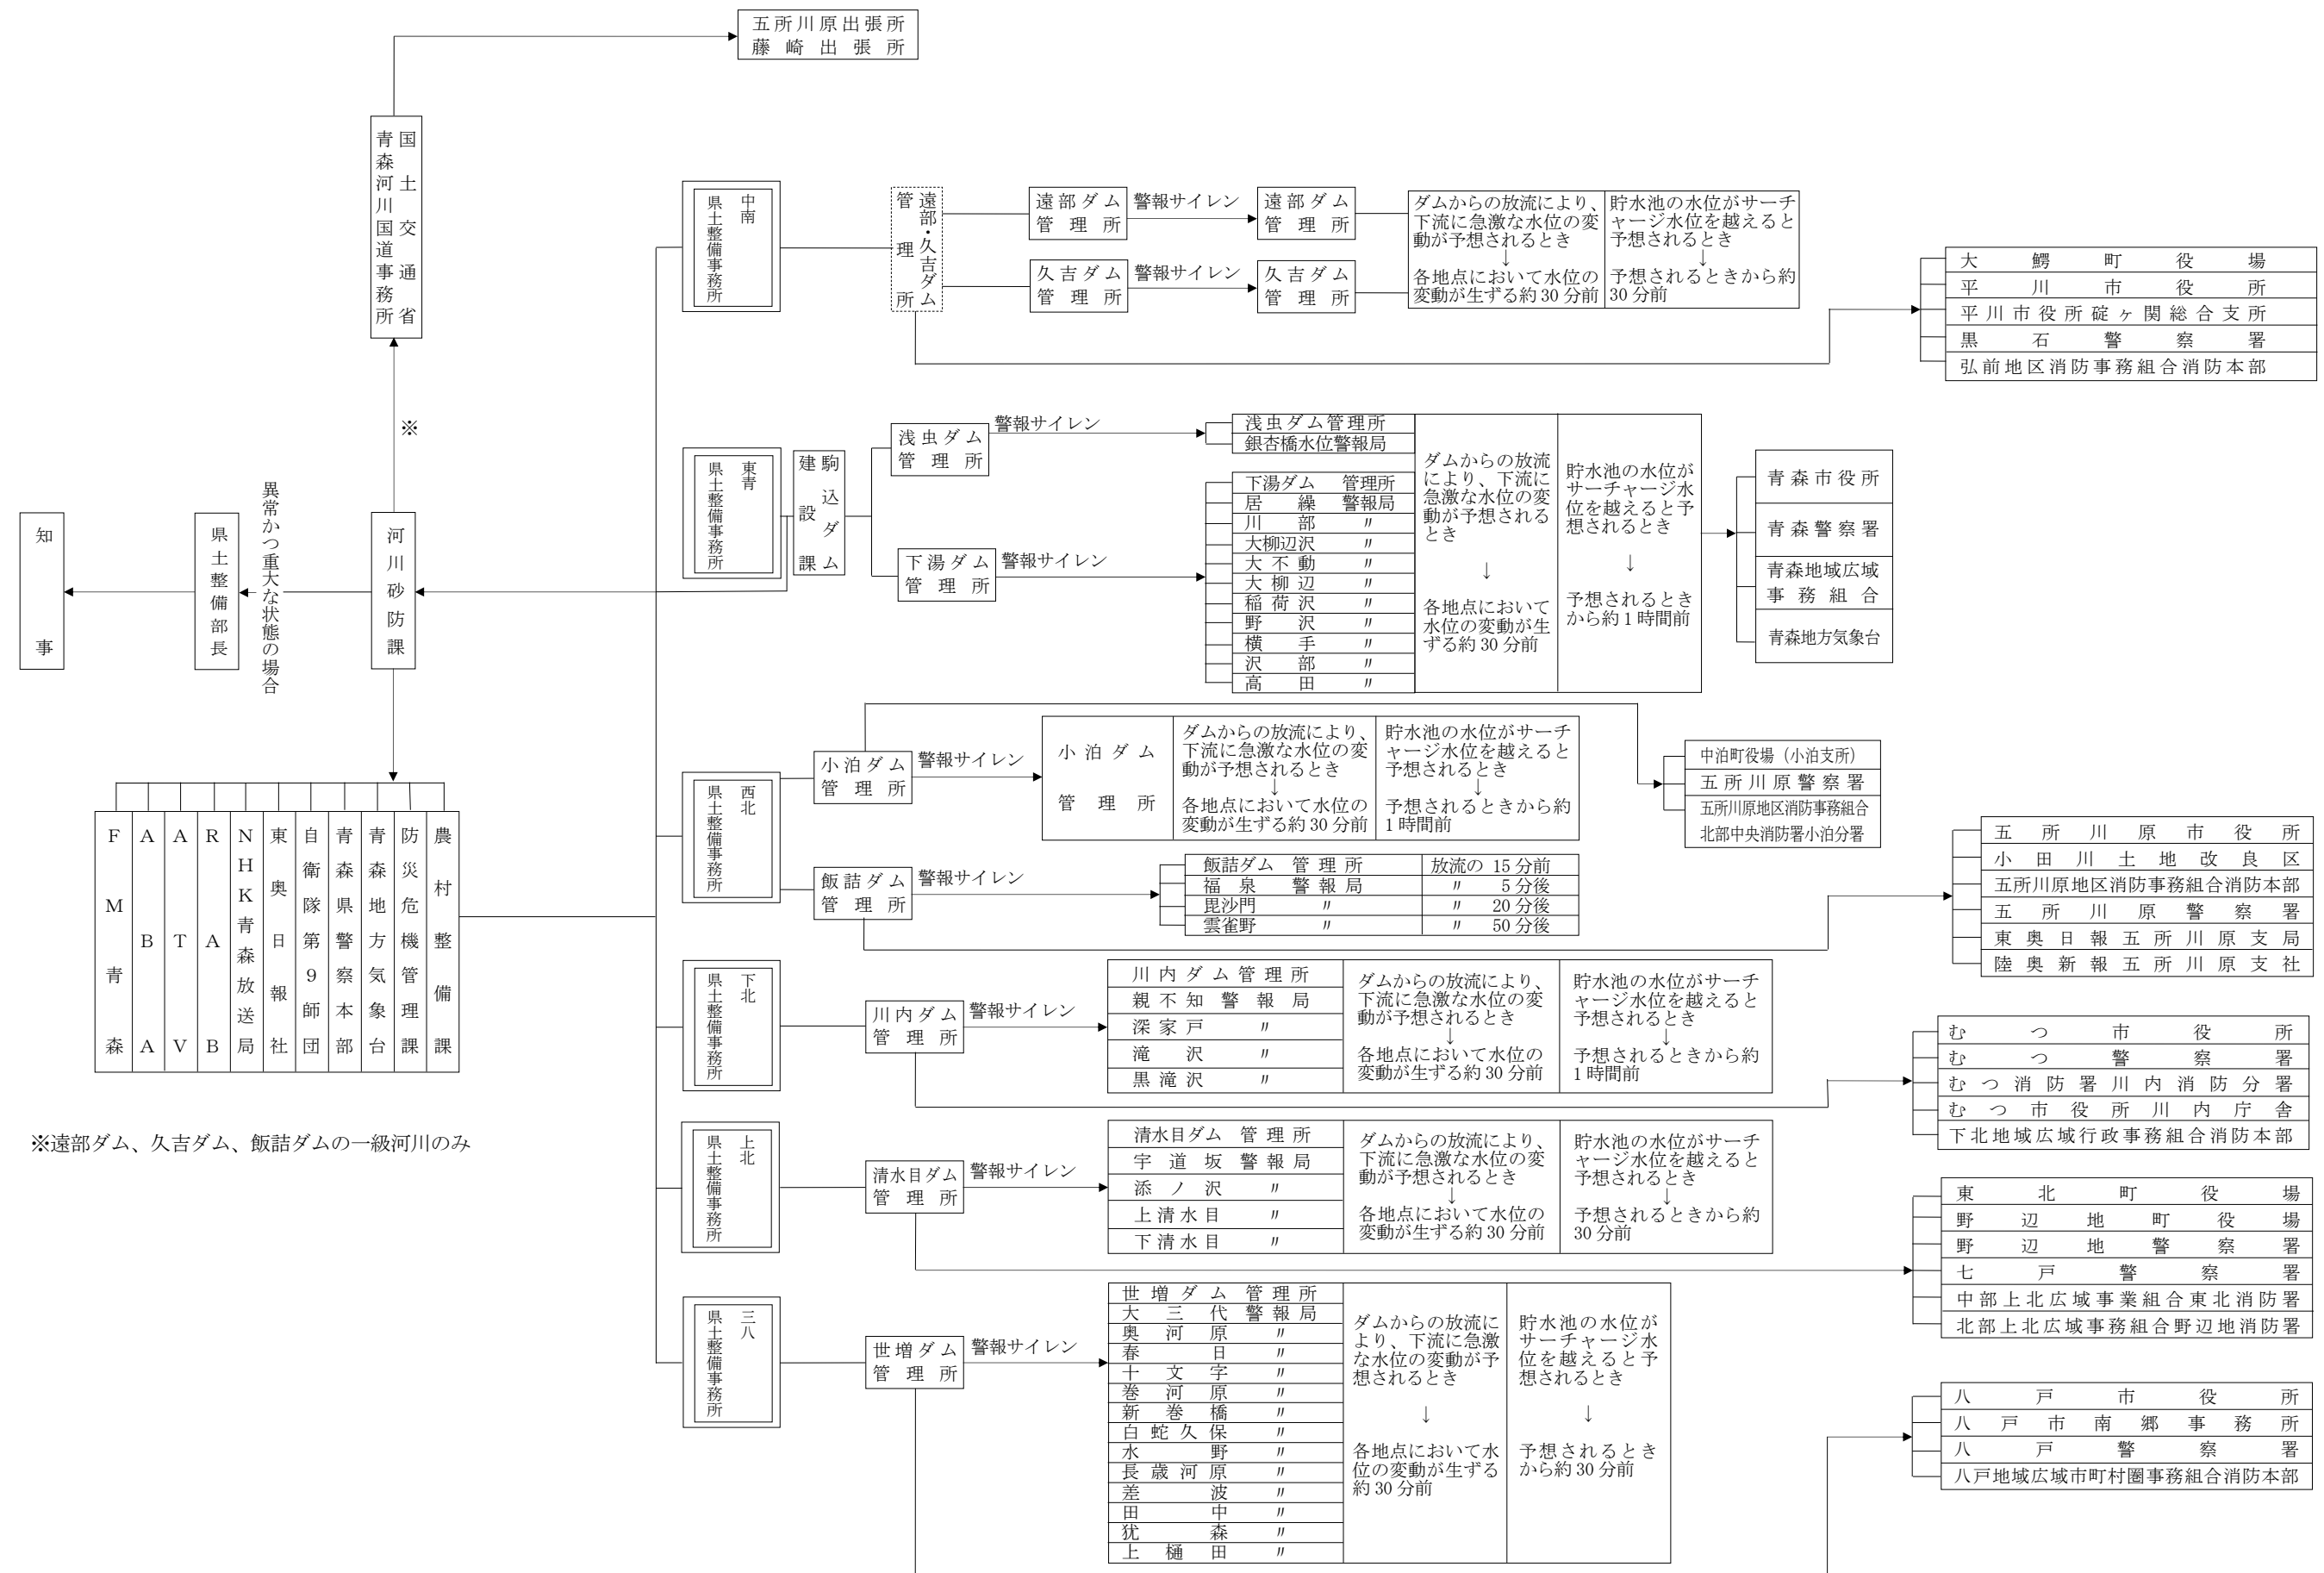 五所川原出張所
藤崎出張所
国土交通省
青森河川国道事務所
※
知事
県土整備部長
異常かつ重大な状態の場合
河川砂防課
FM青森
ABA
ATV
RAB
NHK青森放送局
東奥日報社
自衛隊第9師団
青森県警察本部
青森地方気象台
防災危機管理課
農村整備課
※遠部ダム、久吉ダム、飯詰ダムの一級河川のみ
中南
県土整備事務所
遠部・久吉ダム
管理所
遠部ダム
管理所
警報サイレン
遠部ダム
管理所
久吉ダム
管理所
警報サイレン
久吉ダム
管理所
ダムからの放流により、
下流に急激な水位の変
動が予想されるとき
↓
各地点において水位の
変動が生ずる約30分前
貯水池の水位がサーチ
ャージ水位を越えると
予想されるとき
↓
予想されるときから約
30分前
大鰐町役場
平川市役所
平川市役所碇ヶ関総合支所
黒石警察署
弘前地区消防事務組合消防本部
東青
県土整備事務所
駒込ダム
建設課
浅虫ダム
管理所
警報サイレン
浅虫ダム管理所
銀杏橋水位警報局
下湯ダム
管理所
警報サイレン
下湯ダム 管理所
居繰 警報局
川部 〃
大柳辺沢 〃
大不動 〃
大柳辺 〃
稲荷沢 〃
野沢 〃
横手 〃
沢部 〃
高田 〃
ダムからの放流
により、下流に
急激な水位の変
動が予想される
とき
↓
各地点において
水位の変動が生
ずる約30分前
貯水池の水位が
サーチャージ水
位を越えると予
想されるとき
↓
予想されるとき
から約1時間前
青森市役所
青森警察署
青森地域広域
事務組合
青森地方気象台
西北
県土整備事務所
小泊ダム
管理所
警報サイレン
小泊ダム
管理所
ダムからの放流により、
下流に急激な水位の変
動が予想されるとき
↓
各地点において水位の
変動が生ずる約30分前
貯水池の水位がサーチ
ャージ水位を越えると
予想されるとき
↓
予想されるときから約
1時間前
中泊町役場(小泊支所)
五所川原警察署
五所川原地区消防事務組合
北部中央消防署小泊分署
飯詰ダム
管理所
警報サイレン
飯詰ダム 管理所 放流の 15分前
福泉 警報局 〃 5分後
毘沙門 〃 〃 20分後
雲雀野 〃 〃 50分後
五所川原市役所
小田川土地改良区
五所川原地区消防事務組合消防本部
五所川原警察署
東奥日報五所川原支局
陸奥新報五所川原支社
下北
県土整備事務所
川内ダム
管理所
警報サイレン
川内ダム管理所
親不知警報局
深家戸 〃
滝沢 〃
黒滝沢 〃
ダムからの放流により、
下流に急激な水位の変
動が予想されるとき
↓
各地点において水位の
変動が生ずる約30分前
貯水池の水位がサーチ
ャージ水位を越えると
予想されるとき
↓
予想されるときから約
1時間前
むつ市役所
むつ警察署
むつ消防署川内消防分署
むつ市役所川内庁舎
下北地域広域行政事務組合消防本部
上北
県土整備事務所
清水目ダム
管理所
警報サイレン
清水目ダム 管理所
宇道坂 警報局
添ノ沢 〃
上清水目 〃
下清水目 〃
ダムからの放流により、
下流に急激な水位の変
動が予想されるとき
↓
各地点において水位の
変動が生ずる約30分前
貯水池の水位がサーチ
ャージ水位を越えると
予想されるとき
↓
予想されるときから約
30分前
東北町役場
野辺地町役場
野辺地警察署
七戸警察署
中部上北広域事業組合東北消防署
北部上北広域事務組合野辺地消防署
三八
県土整備事務所
世増ダム
管理所
警報サイレン
世増ダム 管理所
大三代 警報局
奥河原 〃
春日 〃
十文字 〃
巻河原 〃
新巻橋 〃
白蛇久保 〃
水野 〃
長歳河原 〃
差波 〃
田中 〃
犹森 〃
上樋田 〃
ダムからの放流に
より、下流に急激
な水位の変動が予
想されるとき
↓
各地点において水
位の変動が生ずる
約30分前
貯水池の水位が
サーチャージ水
位を越えると予
想されるとき
↓
予想されるとき
から約30分前
八戸市役所
八戸市南郷事務所
八戸警察署
八戸地域広域市町村圏事務組合消防本部